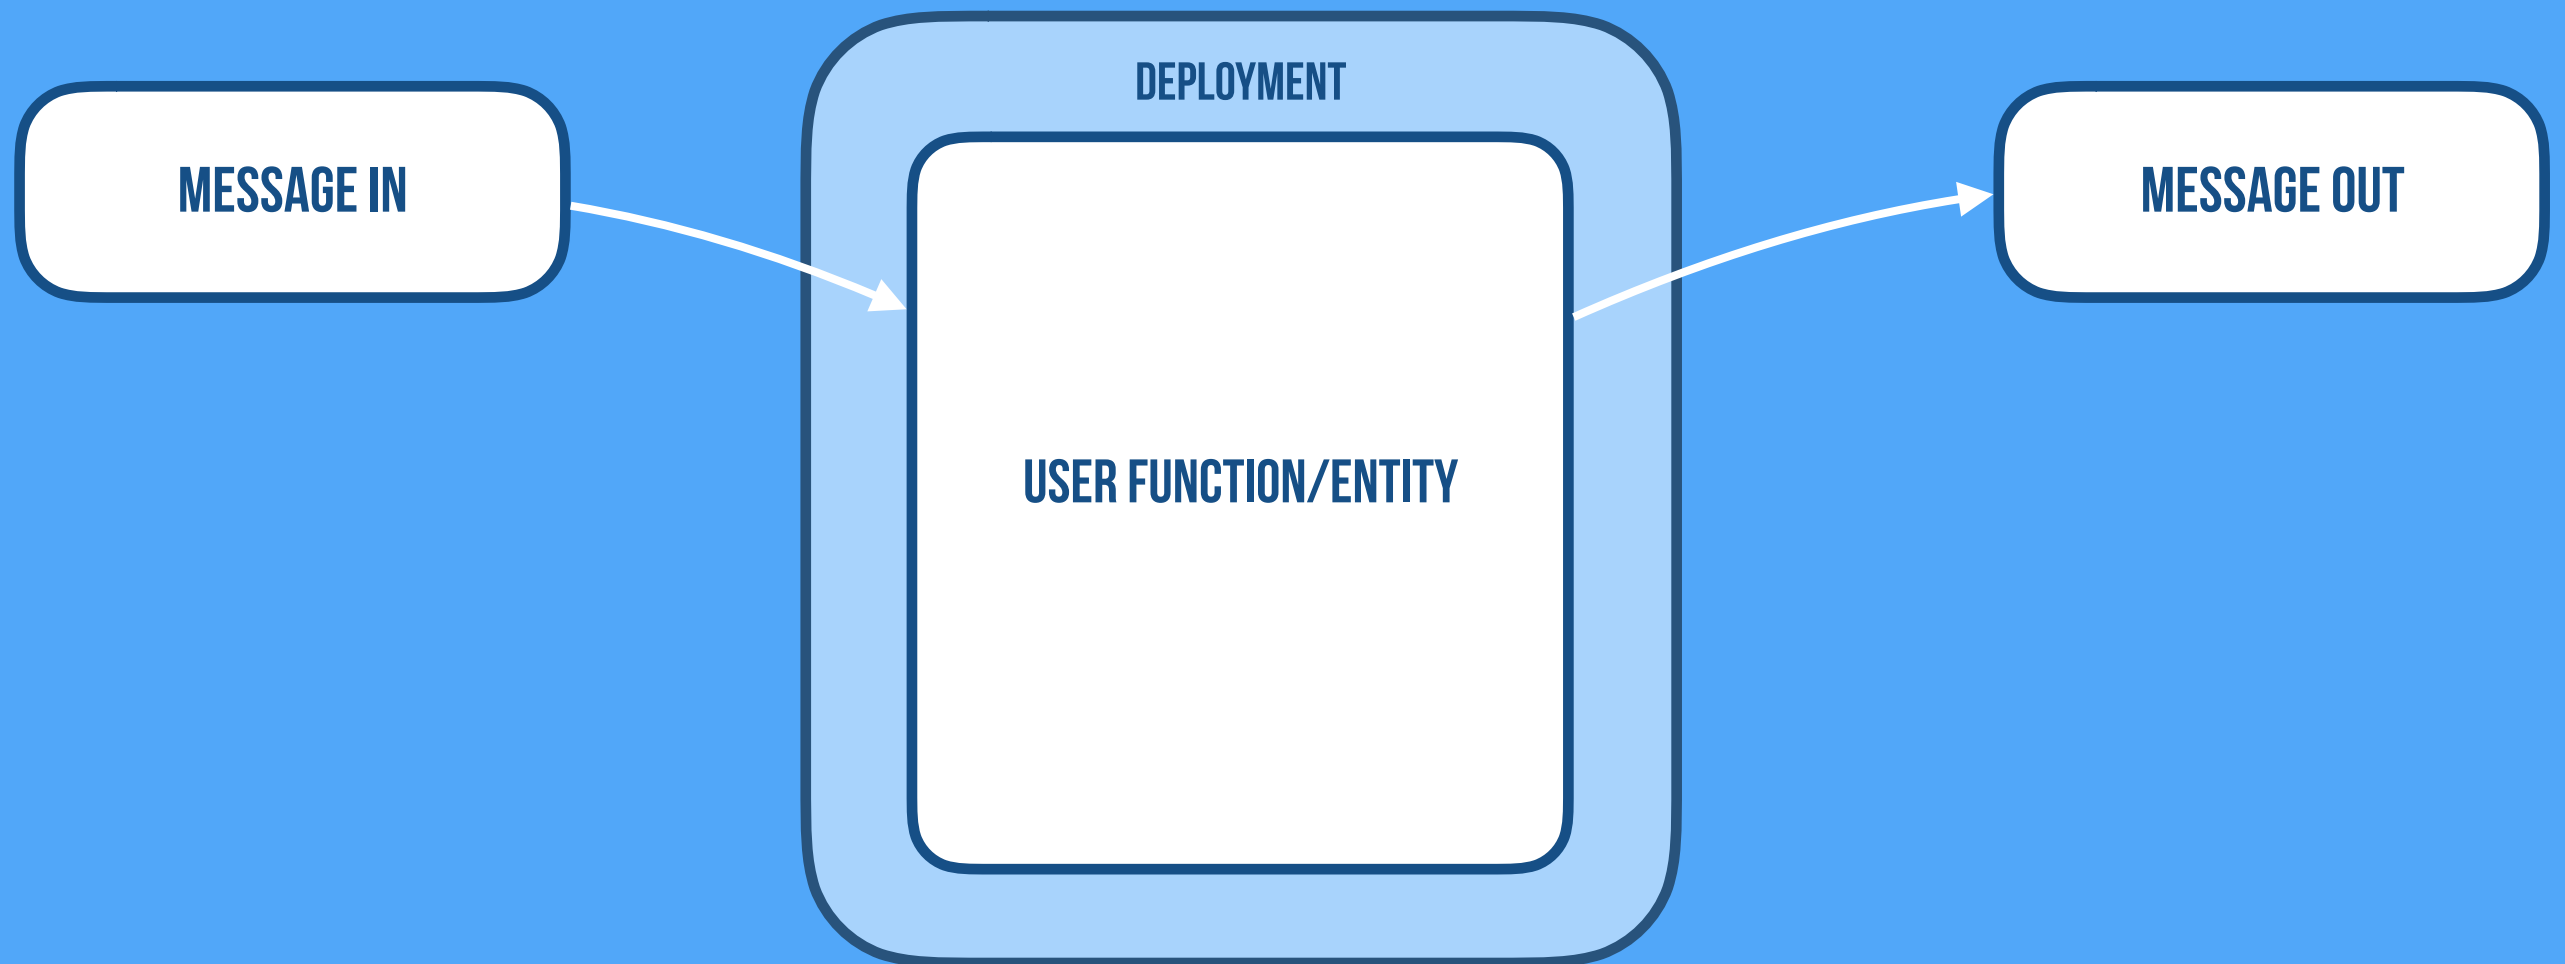 DEPLOYMENT
MESSAGE IN
MESSAGE OUT
USER FUNCTION/ENTITY